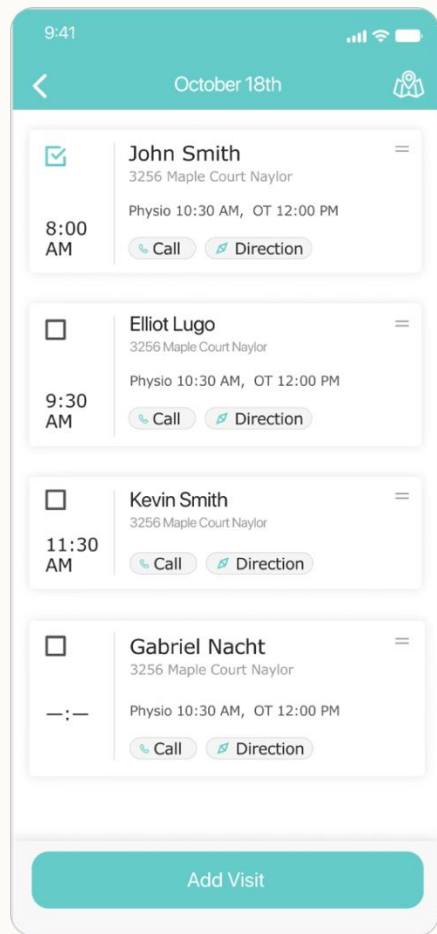 9:41
October 18th
John Smith
3256 Maple Court Naylor
Physio 10:30 AM, OT 12:00 PM
8:00
AM
Call Direction
Elliot Lugo
3256 Maple Court Naylor
Physio 10:30 AM, OT 12:00 PM
9:30
AM
Call Direction
Kevin Smith
3256 Maple Court Naylor
11:30
AM
Call Direction
Gabriel Nacht
3256 Maple Court Naylor
—:— Physio 10:30 AM, OT 12:00 PM
Call Direction
Add Visit